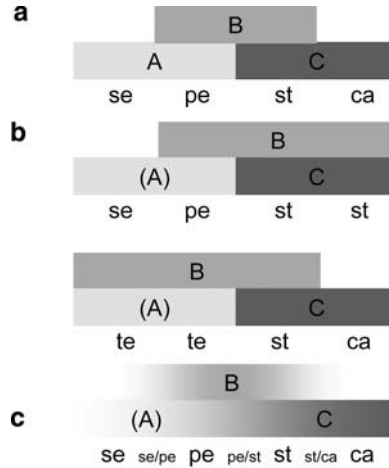 a
B
A C
se pe st ca
b
B
(A) C
se pe st st
B
(A) C
te te st ca
B
c (A) C
se se/pe pe pe/st st st/ca ca